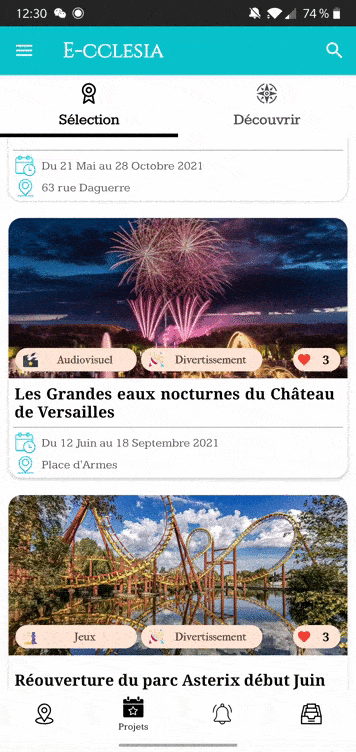 12:30
74 %
E-CCLESIA
Sélection
Découvrir
Du 21 Mai au 28 Octobre 2021
63 rue Daguerre
Audiovisuel
Divertissement
3
Les Grandes eaux nocturnes du Château
de Versailles
Du 12 Juin au 18 Septembre 2021
Place d'Armes
Jeux
Divertissement
3
Réouverture du parc Asterix début Juin
Projets